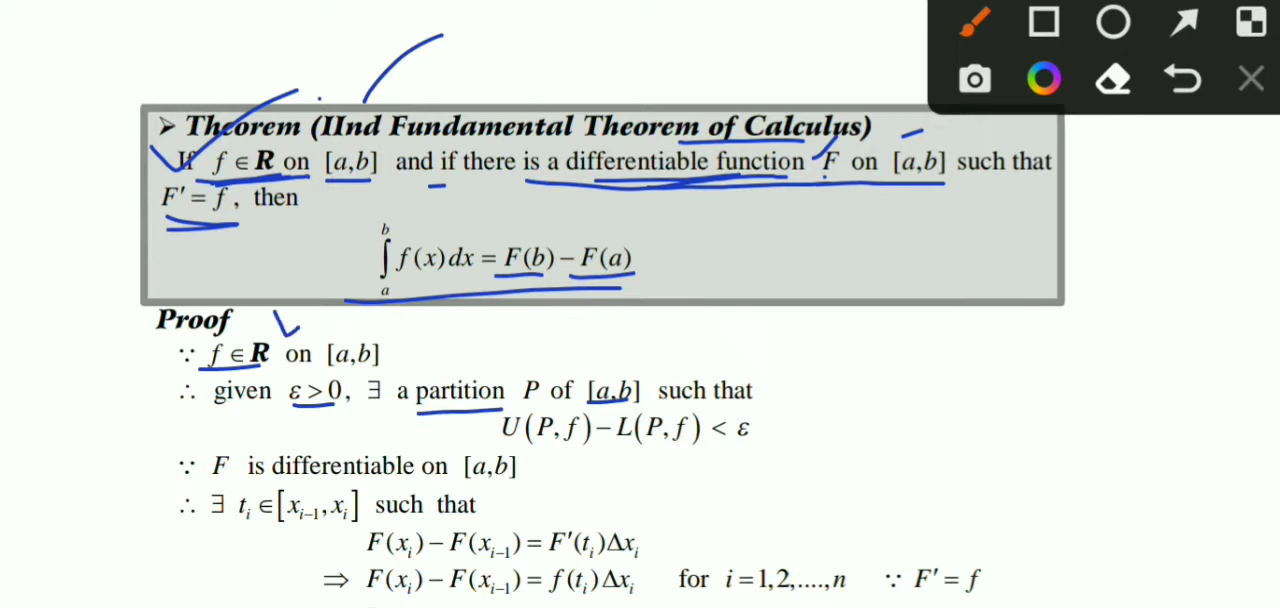 ➢ Theorem (IInd Fundamental Theorem of Calculus)
If f ∈ R on [a,b] and if there is a differentiable function F on [a,b] such that
F′ = f , then
∫ₐᵇ f(x)dx = F(b) − F(a)
Proof
∵ f ∈ R on [a,b]
∴ given ε > 0, ∃ a partition P of [a,b] such that
U(P,f) − L(P,f) < ε
∵ F is differentiable on [a,b]
∴ ∃ tᵢ ∈ [xᵢ₋₁, xᵢ] such that
F(xᵢ) − F(xᵢ₋₁) = F′(tᵢ)Δxᵢ
⇒ F(xᵢ) − F(xᵢ₋₁) = f(tᵢ)Δxᵢ for i = 1,2,....,n ∵ F′ = f